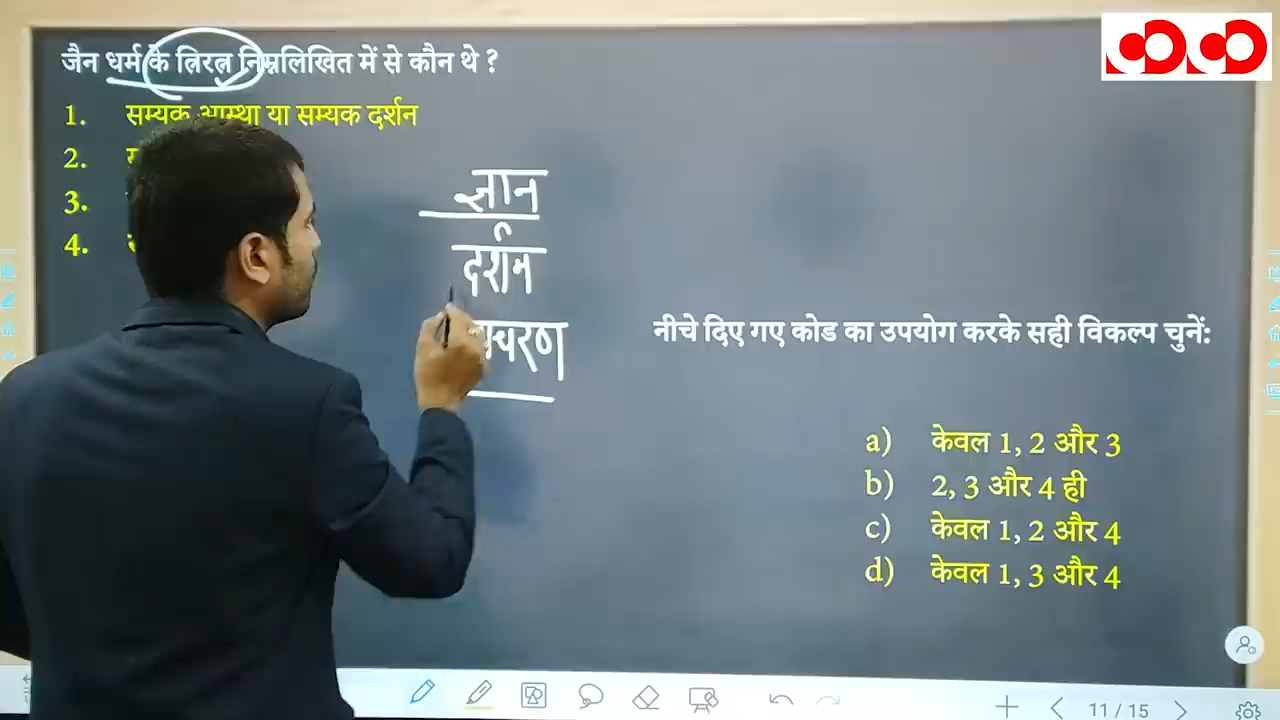 जैन धर्म के त्रिरत्न निम्नलिखित में से कौन थे ?
1. सम्यक आस्था या सम्यक दर्शन
2.
3.
4.
ज्ञान
दर्शन
नीचे दिए गए कोड का उपयोग करके सही विकल्प चुनें:
a) केवल 1, 2 और 3
b) 2, 3 और 4 ही
c) केवल 1, 2 और 4
d) केवल 1, 3 और 4
11 / 15